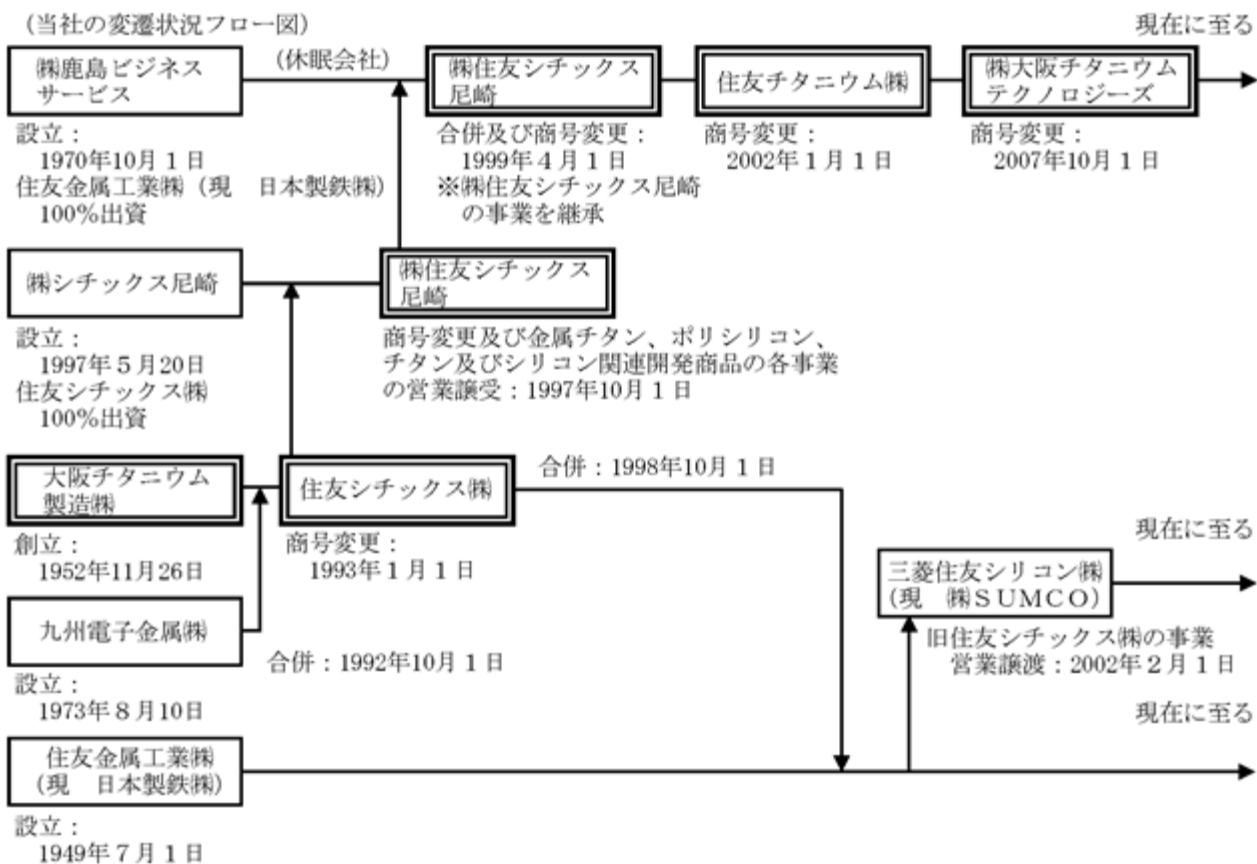 (当社の変遷状況フロー図)
現在に至る
㈱鹿島ビジネス
サービス
(休眠会社)
㈱住友シチックス
尼崎
住友チタニウム㈱
㈱大阪チタニウム
テクノロジーズ
設立:
1970年10月1日
住友金属工業㈱(現 日本製鉄㈱)
100%出資
合併及び商号変更:
1999年4月1日
※㈱住友シチックス尼崎
の事業を継承
商号変更:
2002年1月1日
商号変更:
2007年10月1日
㈱シチックス尼崎
㈱住友シチックス
尼崎
設立:
1997年5月20日
住友シチックス㈱
100%出資
商号変更及び金属チタン、ポリシリコン、
チタン及びシリコン関連開発商品の各事業
の営業譲受:1997年10月1日
大阪チタニウム
製造㈱
住友シチックス㈱
合併:1998年10月1日
創立:
1952年11月26日
商号変更:
1993年1月1日
現在に至る
三菱住友シリコン㈱
(現 ㈱SUMCO)
九州電子金属㈱
合併:1992年10月1日
旧住友シチックス㈱の事業
営業譲渡:2002年2月1日
設立:
1973年8月10日
現在に至る
住友金属工業㈱
(現 日本製鉄㈱)
設立:
1949年7月1日